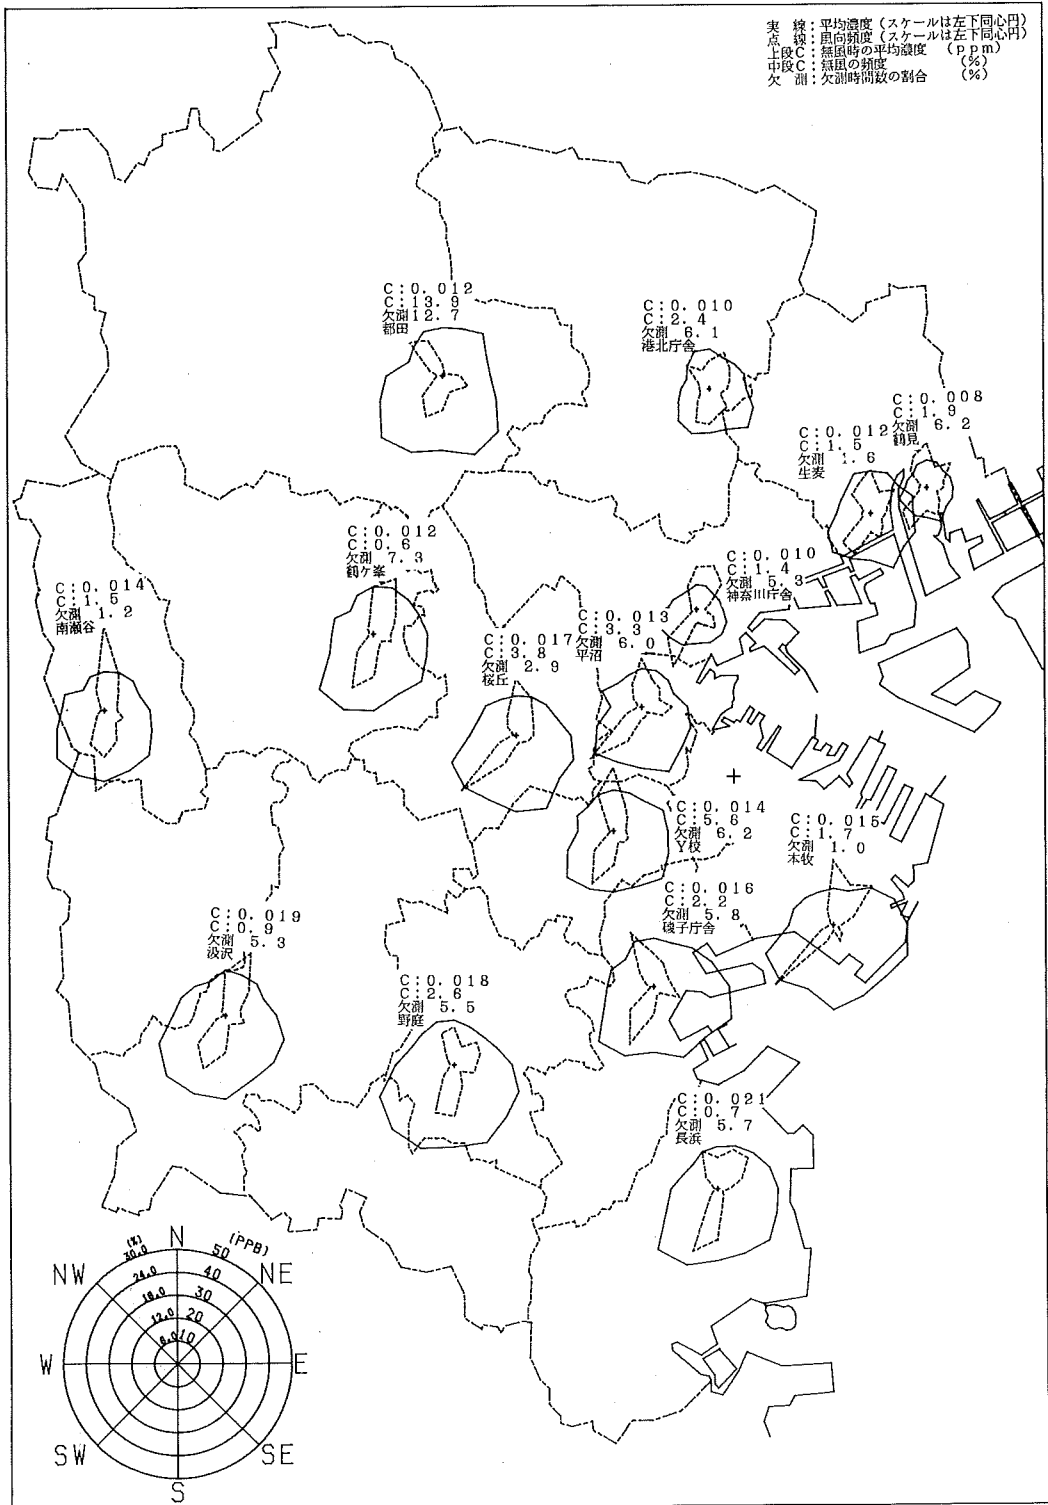 実　線：平均濃度（スケールは左下同心円）
点　線：風向頻度（スケールは左下同心円）
上段C：無風時の平均濃度　（ppm）
中段C：無風の頻度　（%）
欠　測：欠測時間数の割合　（%）
C：0．012
C：13．9
欠測12．7
都田
C：0．010
C：2．4
欠測 6．1
港北庁舎
C：0．008
C：1．9
欠測 6．2
鶴見
C：0．012
C：1．5
欠測 1．6
生麦
C：0．012
C：0．6
欠測 7．3
鶴ケ峯
C：0．010
C：1．4
欠測 5．3
神奈川庁舎
C：0．014
C：1．5
欠測 1．2
南瀬谷
C：0．013
C：3．3
欠測 6．0
平沼
C：0．017
C：3．8
欠測 2．9
桜丘
C：0．014
C：5．6
欠測 6．2
Y校
C：0．015
C：1．7
欠測 1．0
本牧
C：0．016
C：2．2
欠測 5．8
磯子庁舎
C：0．019
C：0．9
欠測 5．3
汲沢
C：0．018
C：2．6
欠測 5．5
野庭
C：0．021
C：0．7
欠測 5．7
長浜
N
(%)
30.0
50
(PPB)
NW
24.0
40
NE
18.0
30
12.0
20
6.0
10
W
E
SW
SE
S